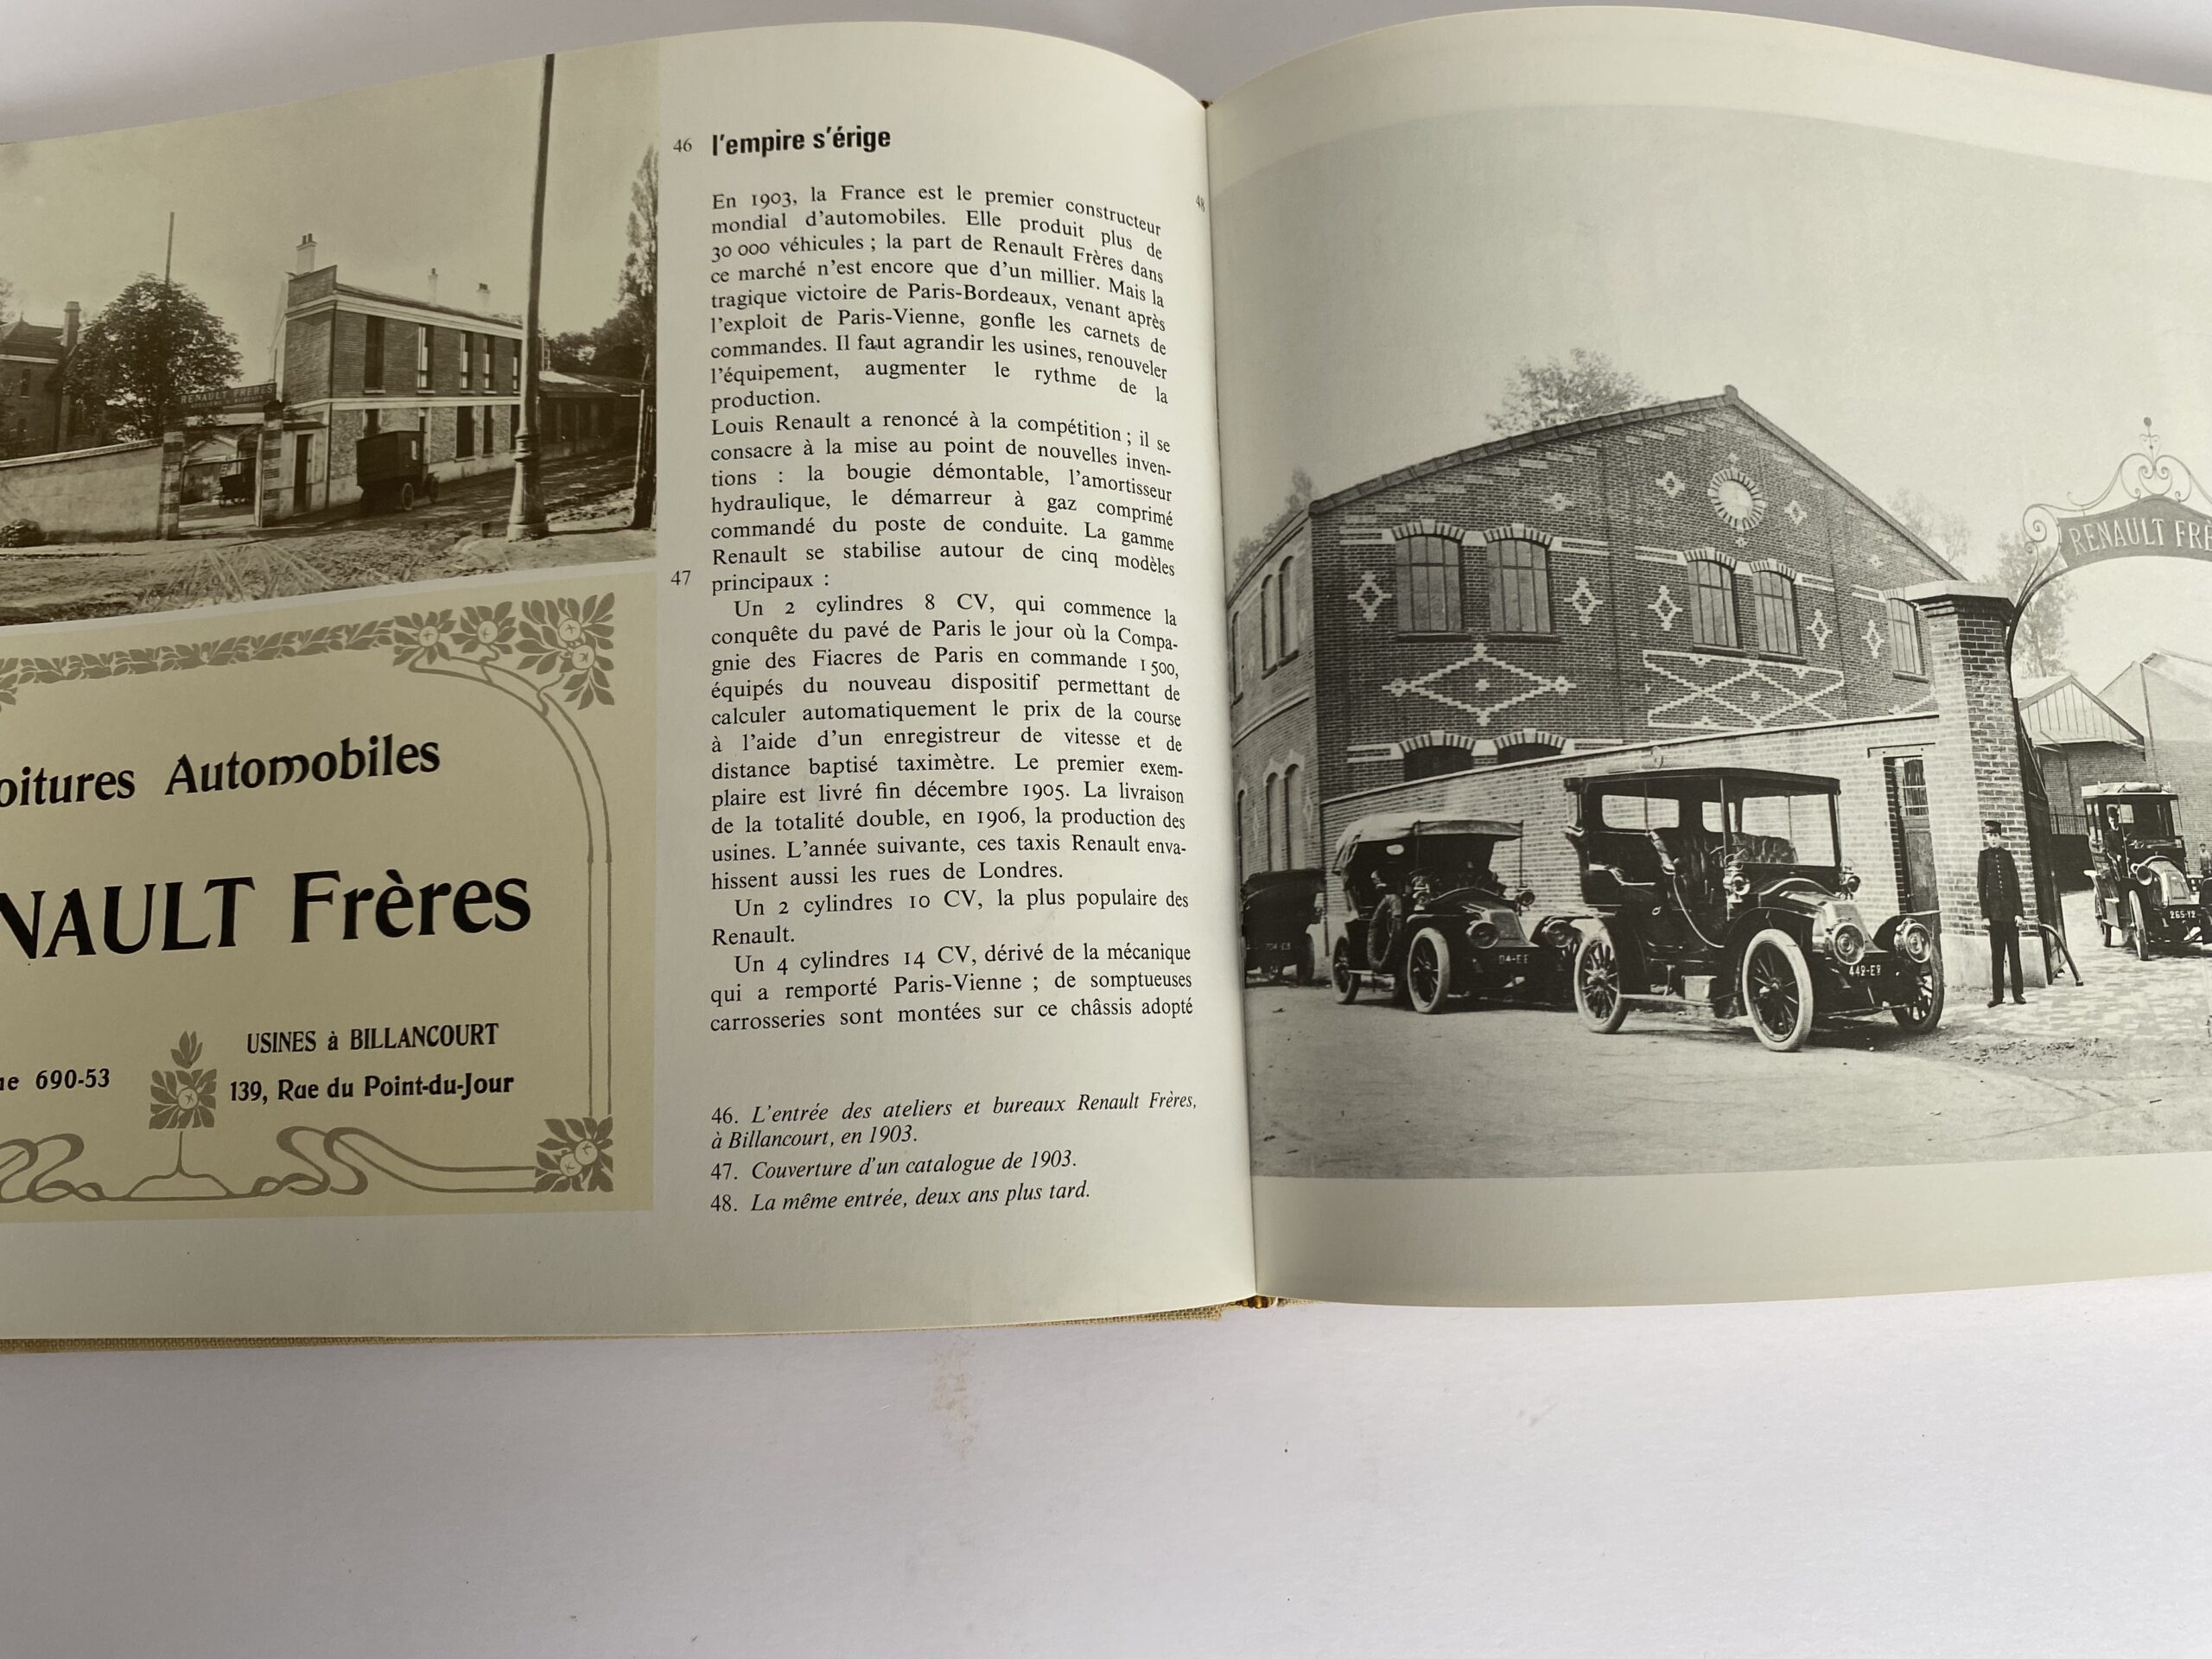 RENAULT FRÈRES
46
l'empire s'érige
En 1903, la France est le premier constructeur
mondial d'automobiles. Elle produit plus de
30 000 véhicules ; la part de Renault Frères dans
ce marché n'est encore que d'un millier. Mais la
tragique victoire de Paris-Bordeaux, venant après
l'exploit de Paris-Vienne, gonfle les carnets de
commandes. Il faut agrandir les usines, renouveler
l'équipement, augmenter le rythme de la
production.
Louis Renault a renoncé à la compétition ; il se
consacre à la mise au point de nouvelles inven-
tions : la bougie démontable, l'amortisseur
hydraulique, le démarreur à gaz comprimé
commandé du poste de conduite. La gamme
Renault se stabilise autour de cinq modèles
47
principaux :
Un 2 cylindres 8 CV, qui commence la
conquête du pavé de Paris le jour où la Compa-
gnie des Fiacres de Paris en commande 1 500,
équipés du nouveau dispositif permettant de
calculer automatiquement le prix de la course
à l'aide d'un enregistreur de vitesse et de
distance baptisé taximètre. Le premier exem-
plaire est livré fin décembre 1905. La livraison
de la totalité double, en 1906, la production des
usines. L'année suivante, ces taxis Renault enva-
hissent aussi les rues de Londres.
Un 2 cylindres 10 CV, la plus populaire des
Renault.
Un 4 cylindres 14 CV, dérivé de la mécanique
qui a remporté Paris-Vienne ; de somptueuses
carrosseries sont montées sur ce châssis adopté
46. L'entrée des ateliers et bureaux Renault Frères,
à Billancourt, en 1903.
47. Couverture d'un catalogue de 1903.
48. La même entrée, deux ans plus tard.
oitures Automobiles
NAULT Frères
USINES à BILLANCOURT
ne 690-53
139, Rue du Point-du-Jour
48
RENAULT FRÈ
265-Y2